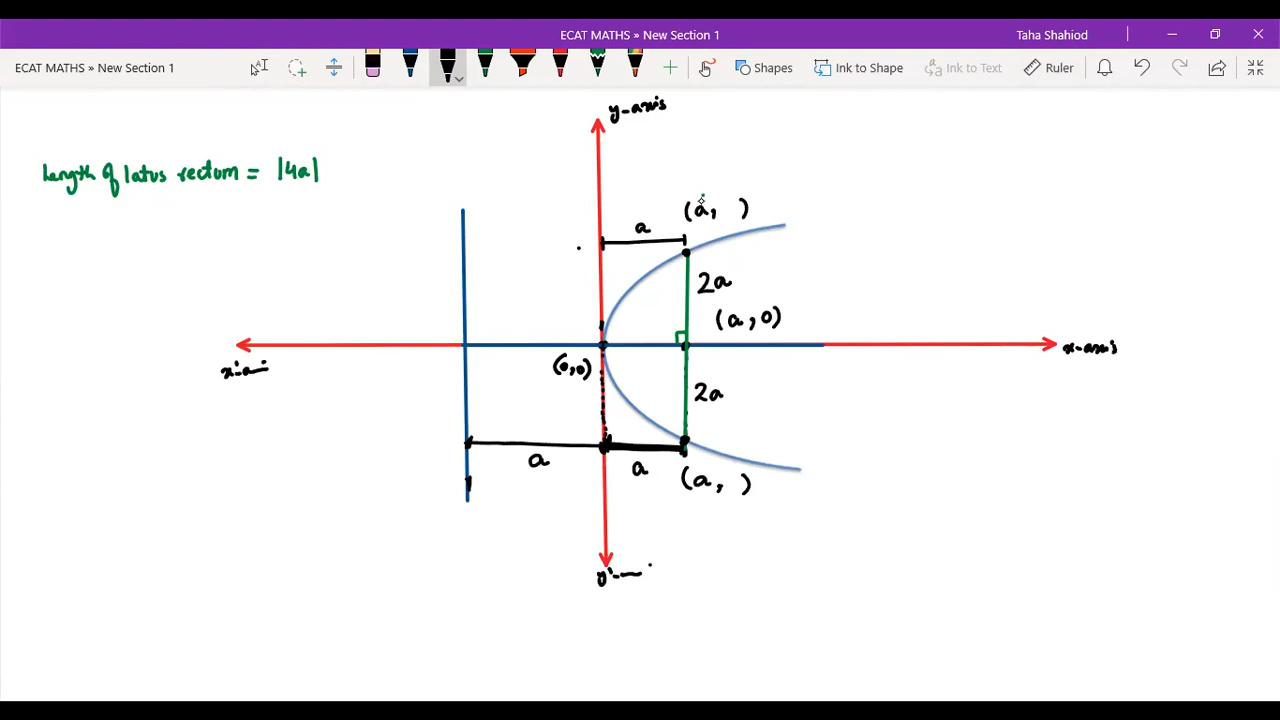 ECAT MATHS » New Section 1
Taha Shahiod
ECAT MATHS » New Section 1
Shapes
Ink to Shape
Ink to Text
Ruler
y-axis
Length of latus rectum = |4a|
(a, )
a
2a
(a, 0)
x-axis
(0,0)
2a
a
a
(a, )